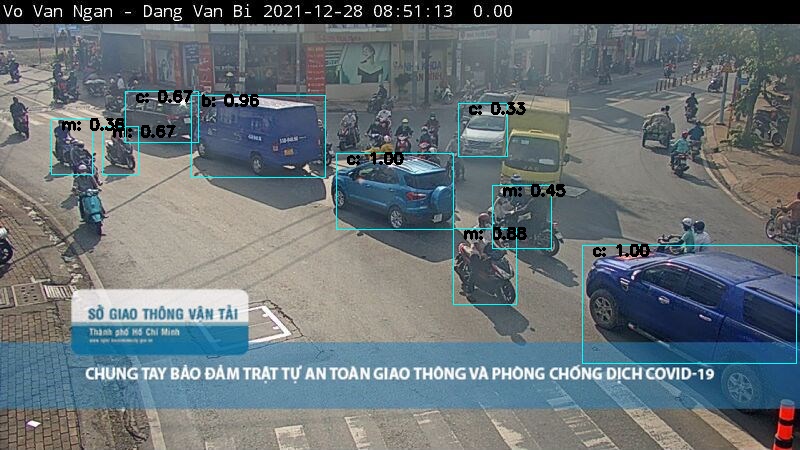 Vo Van Ngan - Dang Van Bi 2021-12-28 08:51:13 0.00
c: 0.67
b: 0.96
c: 0.33
m: 0.36
m: 0.67
c: 1.00
m: 0.45
m: 0.88
c: 1.00
SỞ GIAO THÔNG VẬN TẢI
Thành phố Hồ Chí Minh
CHUNG TAY BẢO ĐẢM TRẬT TỰ AN TOÀN GIAO THÔNG VÀ PHÒNG CHỐNG DỊCH COVID-19